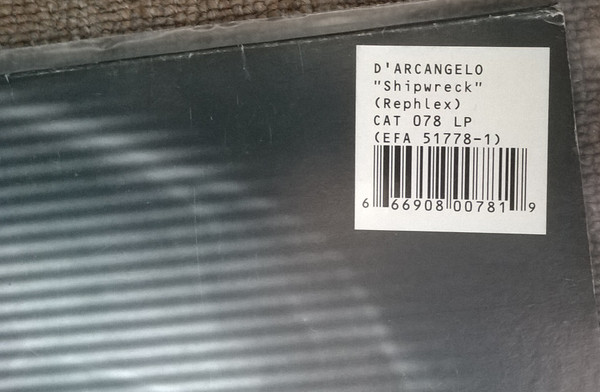 D'ARCANGELO
"Shipwreck"
(Rephlex)
CAT 078 LP
(EFA 51778-1)
6 66908 00781 9